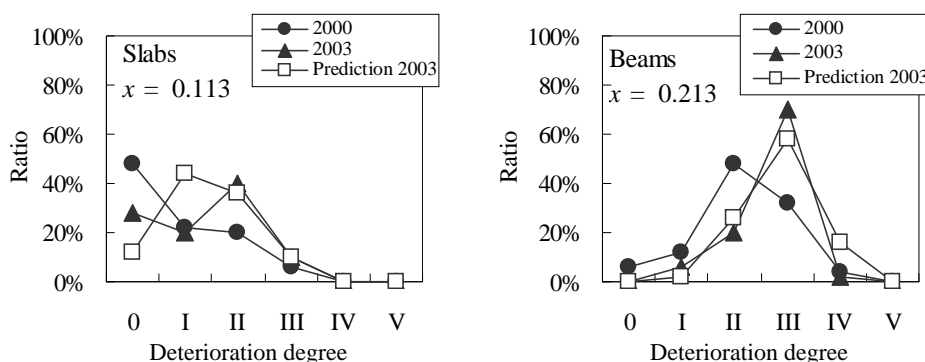 2000
2003
Prediction 2003
Slabs
x = 0.113
100%
80%
60%
40%
20%
0%
Ratio
0 I II III IV V
Deterioration degree
2000
2003
Prediction 2003
Beams
x = 0.213
100%
80%
60%
40%
20%
0%
Ratio
0 I II III IV V
Deterioration degree